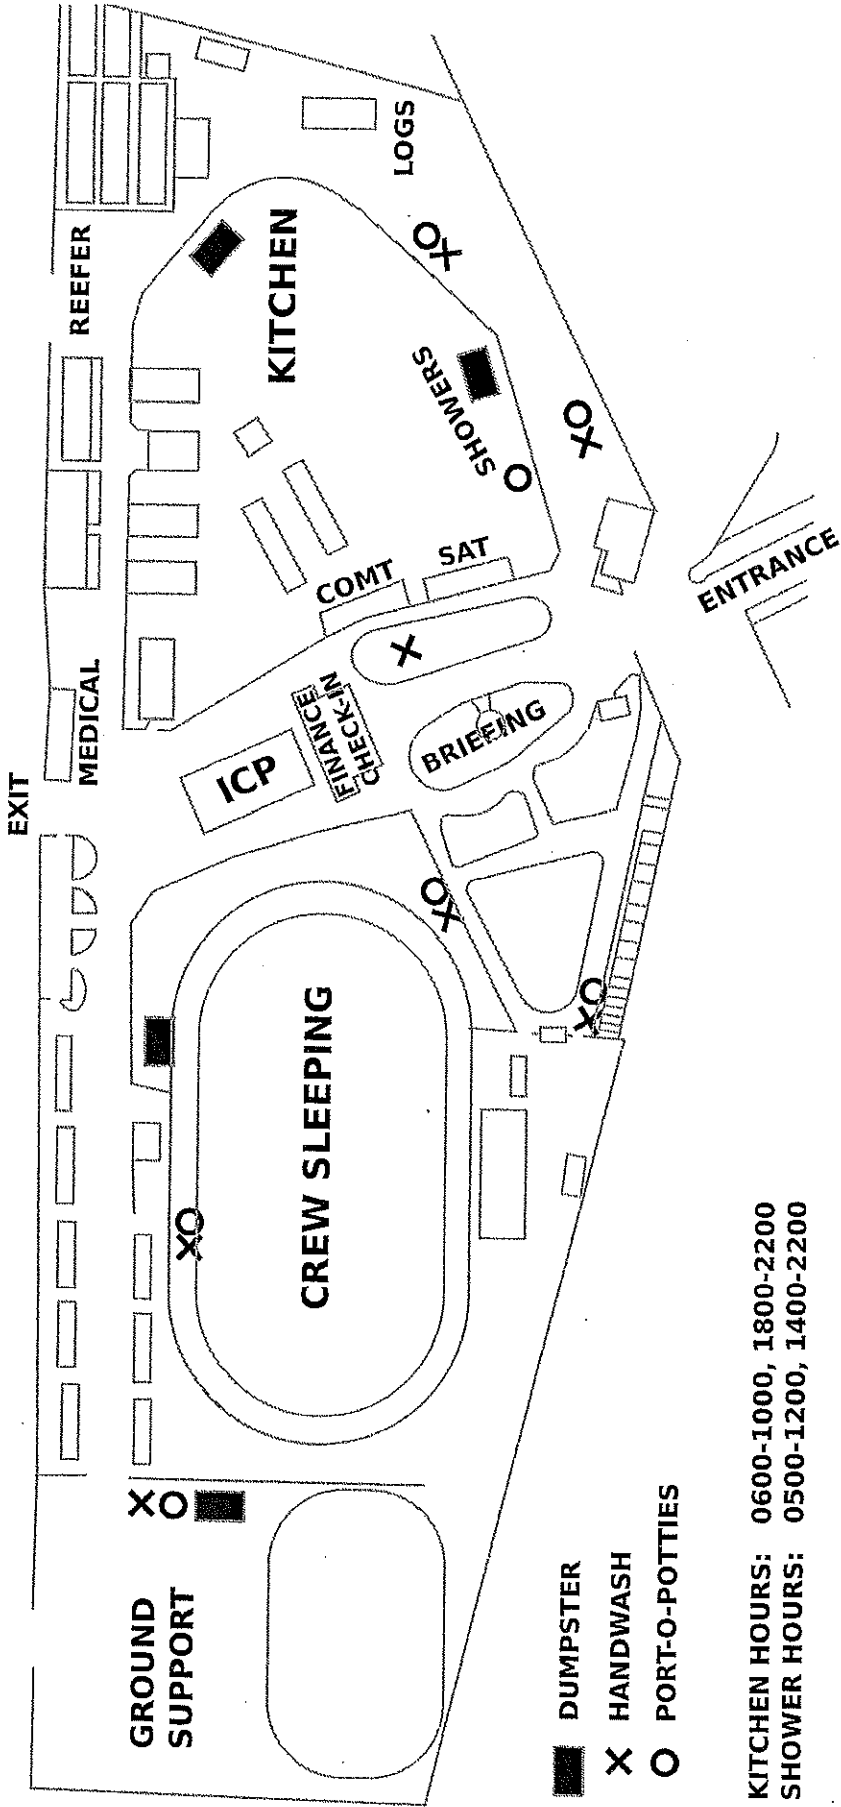 GROUND
SUPPORT
CREW SLEEPING
EXIT
MEDICAL
REEFER
ICP
FINANCE
CHECK-IN
BRIEFING
COMT
SAT
KITCHEN
SHOWERS
LOGS
ENTRANCE
DUMPSTER
HANDWASH
PORT-O-POTTIES
KITCHEN HOURS: 0600-1000, 1800-2200
SHOWER HOURS: 0500-1200, 1400-2200